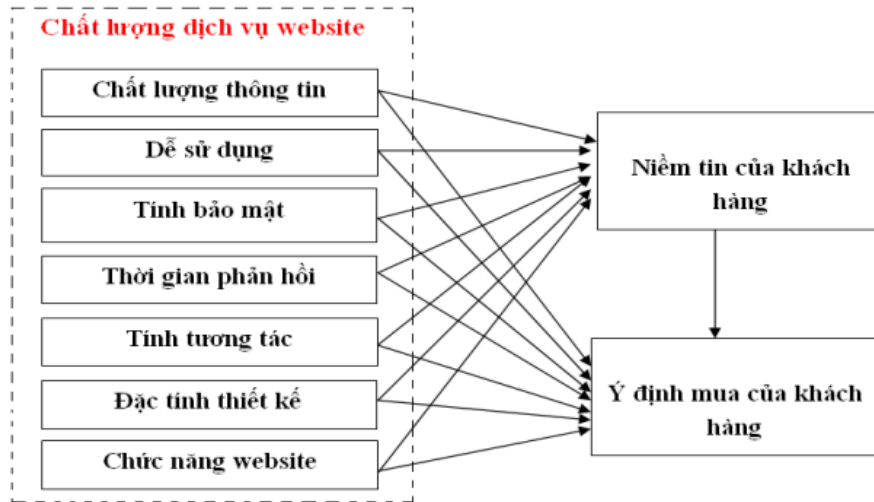 Chất lượng dịch vụ website
Chất lượng thông tin
Dễ sử dụng
Tính bảo mật
Thời gian phản hồi
Tính tương tác
Đặc tính thiết kế
Chức năng website
Niềm tin của khách
hàng
Ý định mua của khách
hàng